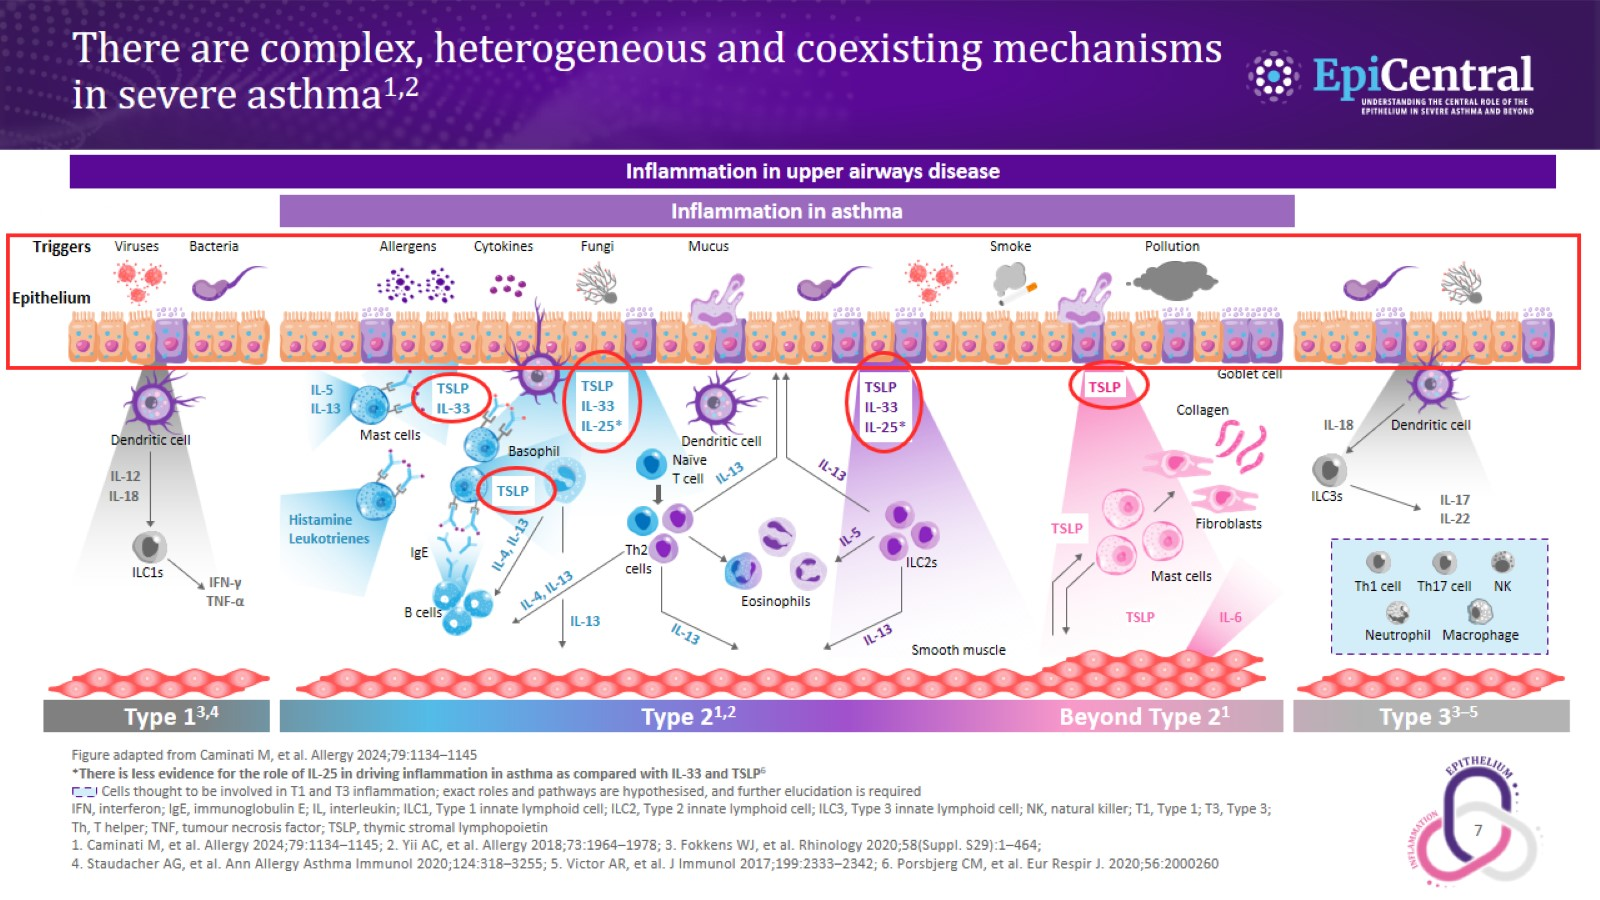 There are complex, heterogeneous and coexisting mechanisms
in severe asthma1,2
EpiCentral
UNDERSTANDING THE CENTRAL ROLE OF THE
EPITHELIUM IN SEVERE ASTHMA AND BEYOND
Inflammation in upper airways disease
Inflammation in asthma
Triggers Viruses Bacteria Allergens Cytokines Fungi Mucus Smoke Pollution
Epithelium
Goblet cell
IL-5
IL-13
Mast cells
TSLP
IL-33
TSLP
IL-33
IL-25*
TSLP
IL-33
IL-25*
TSLP
Dendritic cell
IL-12
IL-18
ILC1s
IFN-γ
TNF-α
Histamine
Leukotrienes
Basophil
TSLP
IgE
B cells
IL-4, IL-13
IL-4, IL-13
IL-13
Dendritic cell
Naïve
T cell
Th2
cells
IL-13
IL-13
IL-13
IL-5
IL-13
ILC2s
Eosinophils
Smooth muscle
Collagen
Fibroblasts
TSLP
Mast cells
TSLP
IL-6
IL-18
Dendritic cell
ILC3s
IL-17
IL-22
Th1 cell Th17 cell NK
Neutrophil Macrophage
Type 13,4
Type 21,2
Beyond Type 21
Type 33–5
Figure adapted from Caminati M, et al. Allergy 2024;79:1134–1145
*There is less evidence for the role of IL-25 in driving inflammation in asthma as compared with IL-33 and TSLP6
Cells thought to be involved in T1 and T3 inflammation; exact roles and pathways are hypothesised, and further elucidation is required
IFN, interferon; IgE, immunoglobulin E; IL, interleukin; ILC1, Type 1 innate lymphoid cell; ILC2, Type 2 innate lymphoid cell; ILC3, Type 3 innate lymphoid cell; NK, natural killer; T1, Type 1; T3, Type 3;
Th, T helper; TNF, tumour necrosis factor; TSLP, thymic stromal lymphopoietin
1. Caminati M, et al. Allergy 2024;79:1134–1145; 2. Yii AC, et al. Allergy 2018;73:1964–1978; 3. Fokkens WJ, et al. Rhinology 2020;58(Suppl. S29):1–464;
4. Staudacher AG, et al. Ann Allergy Asthma Immunol 2020;124:318–3255; 5. Victor AR, et al. J Immunol 2017;199:2333–2342; 6. Porsbjerg CM, et al. Eur Respir J. 2020;56:2000260
EPITHELIUM
INFLAMMATION
7